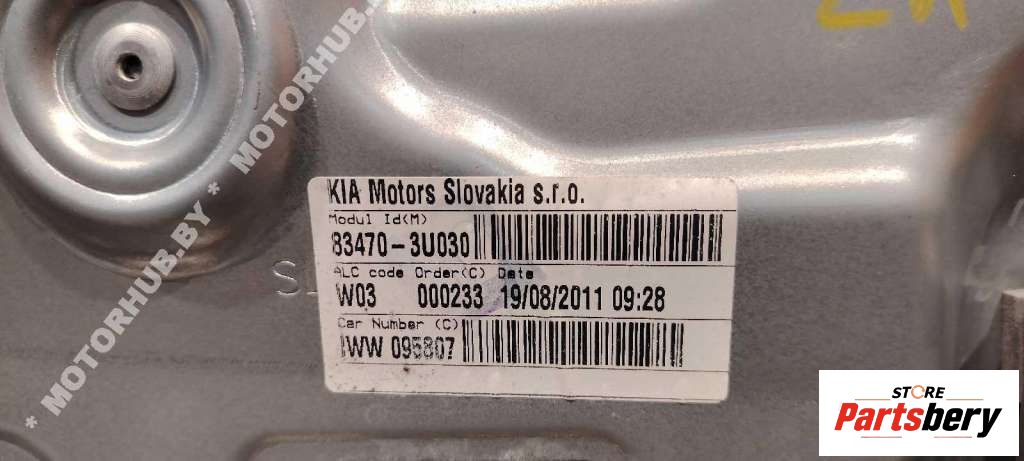 KIA Motors Slovakia s.r.o.
Modul Id(M)
83470-3U030
ALC code Order(C) Date
W03 000233 19/08/2011 09:28
Car Number (C)
IWW 095807
* MOTORHUB.BY * MOTORHUB.BY
STORE
Partsbery